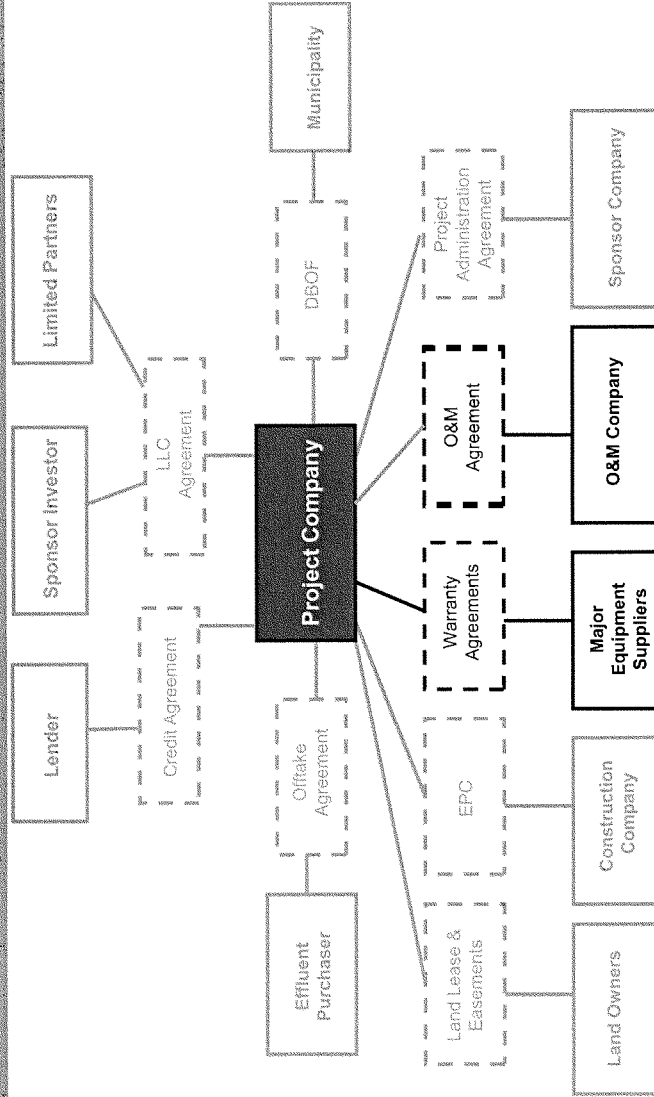 Lender
Sponsor Investor
Limited Partners
Credit Agreement
LLC
Agreement
Effluent
Purchaser
Offtake
Agreement
Project Company
DBOF
Municipality
Land Lease &
Easements
EPC
Warranty
Agreements
O&M
Agreement
Project
Administration
Agreement
Land Owners
Construction
Company
Major
Equipment
Suppliers
O&M Company
Sponsor Company